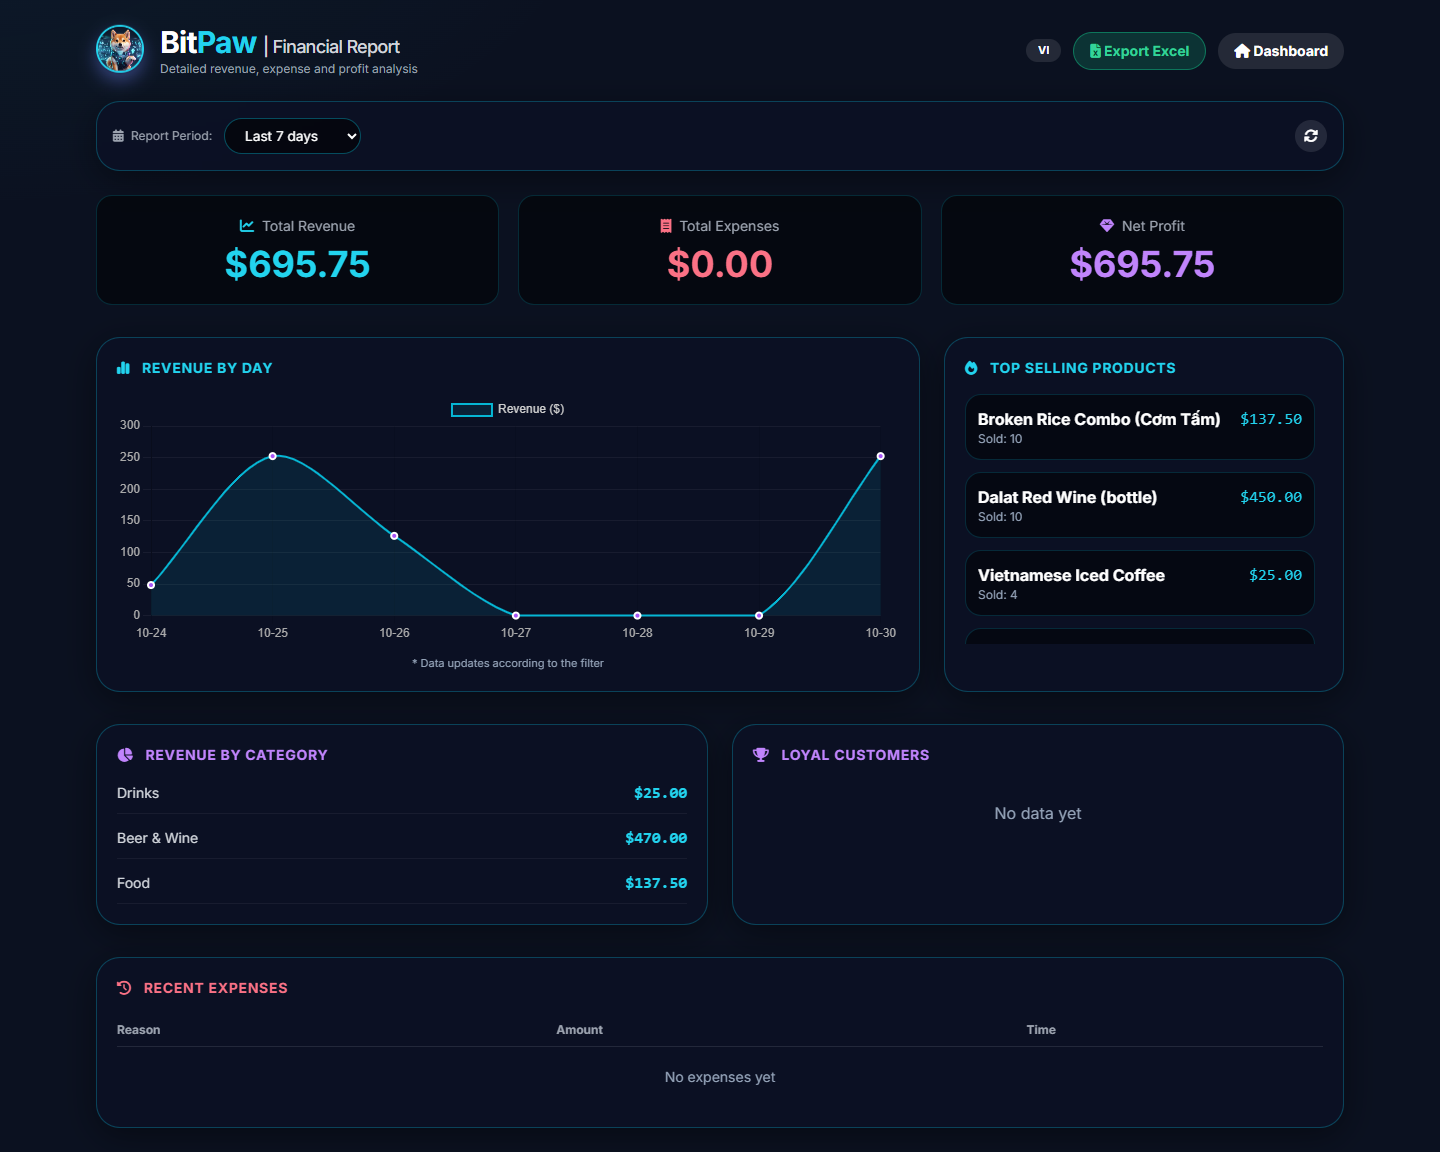 BitPaw | Financial Report
Detailed revenue, expense and profit analysis
VI
Export Excel
Dashboard
Report Period:
Last 7 days
Total Revenue
$695.75
Total Expenses
$0.00
Net Profit
$695.75
REVENUE BY DAY
Revenue ($)
300
250
200
150
100
50
0
10-24
10-25
10-26
10-27
10-28
10-29
10-30
* Data updates according to the filter
TOP SELLING PRODUCTS
Broken Rice Combo (Cơm Tấm)
$137.50
Sold: 10
Dalat Red Wine (bottle)
$450.00
Sold: 10
Vietnamese Iced Coffee
$25.00
Sold: 4
REVENUE BY CATEGORY
Drinks
$25.00
Beer & Wine
$470.00
Food
$137.50
LOYAL CUSTOMERS
No data yet
RECENT EXPENSES
Reason
Amount
Time
No expenses yet